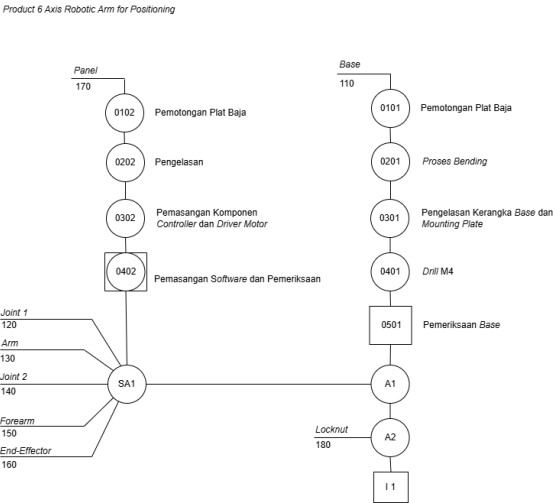 Product 6 Axis Robotic Arm for Positioning
Panel
170
0102
Pemotongan Plat Baja
0202
Pengelasan
0302
Pemasangan Komponen
Controller dan Driver Motor
0402
Pemasangan Software dan Pemeriksaan
Base
110
0101
Pemotongan Plat Baja
0201
Proses Bending
0301
Pengelasan Kerangka Base dan
Mounting Plate
0401
Drill M4
0501
Pemeriksaan Base
Joint 1
120
Arm
130
Joint 2
140
Forearm
150
End-Effector
160
SA1
A1
Locknut
180
A2
I 1